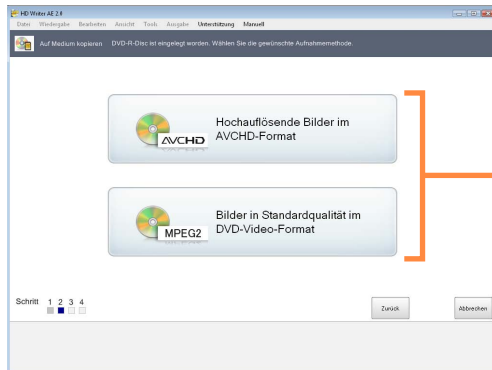 HD Writer AE 2.0
Datei Wiedergabe Bearbeiten Ansicht Tools Ausgabe Unterstützung Manuell
Auf Medium kopieren DVD-R-Disc ist eingelegt worden. Wählen Sie die gewünschte Aufnahmemethode.
AVCHD
Hochauflösende Bilder im
AVCHD-Format
MPEG2
Bilder in Standardqualität im
DVD-Video-Format
Schritt 1 2 3 4
Zurück Abbrechen